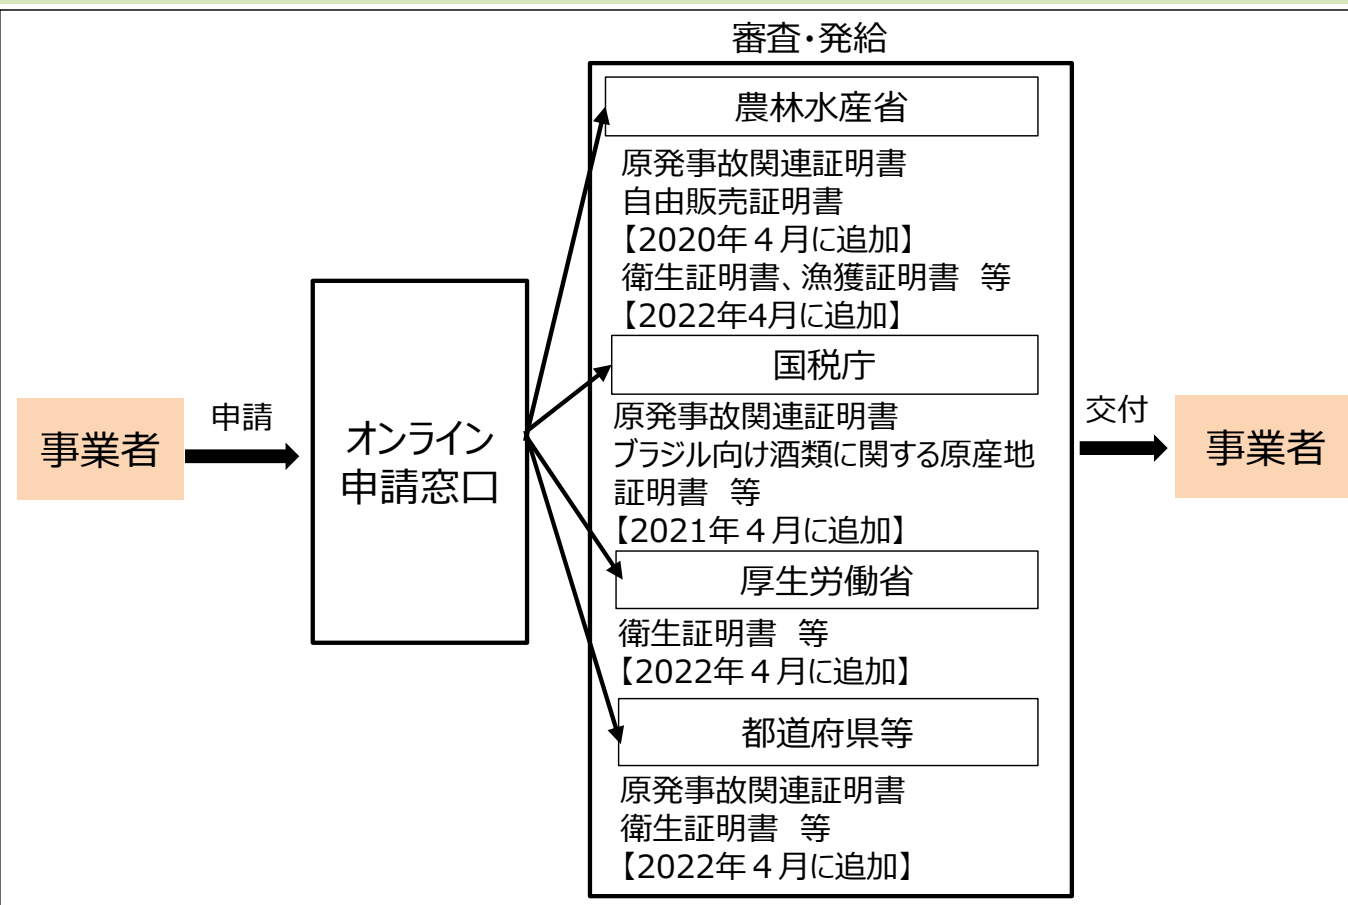 審査・発給
農林水産省
原発事故関連証明書
自由販売証明書
【2020年４月に追加】
衛生証明書、漁獲証明書　等
【2022年4月に追加】
国税庁
原発事故関連証明書
ブラジル向け酒類に関する原産地
証明書　等
【2021年４月に追加】
厚生労働省
衛生証明書　等
【2022年４月に追加】
都道府県等
原発事故関連証明書
衛生証明書　等
【2022年４月に追加】
事業者
申請
オンライン
申請窓口
交付
事業者